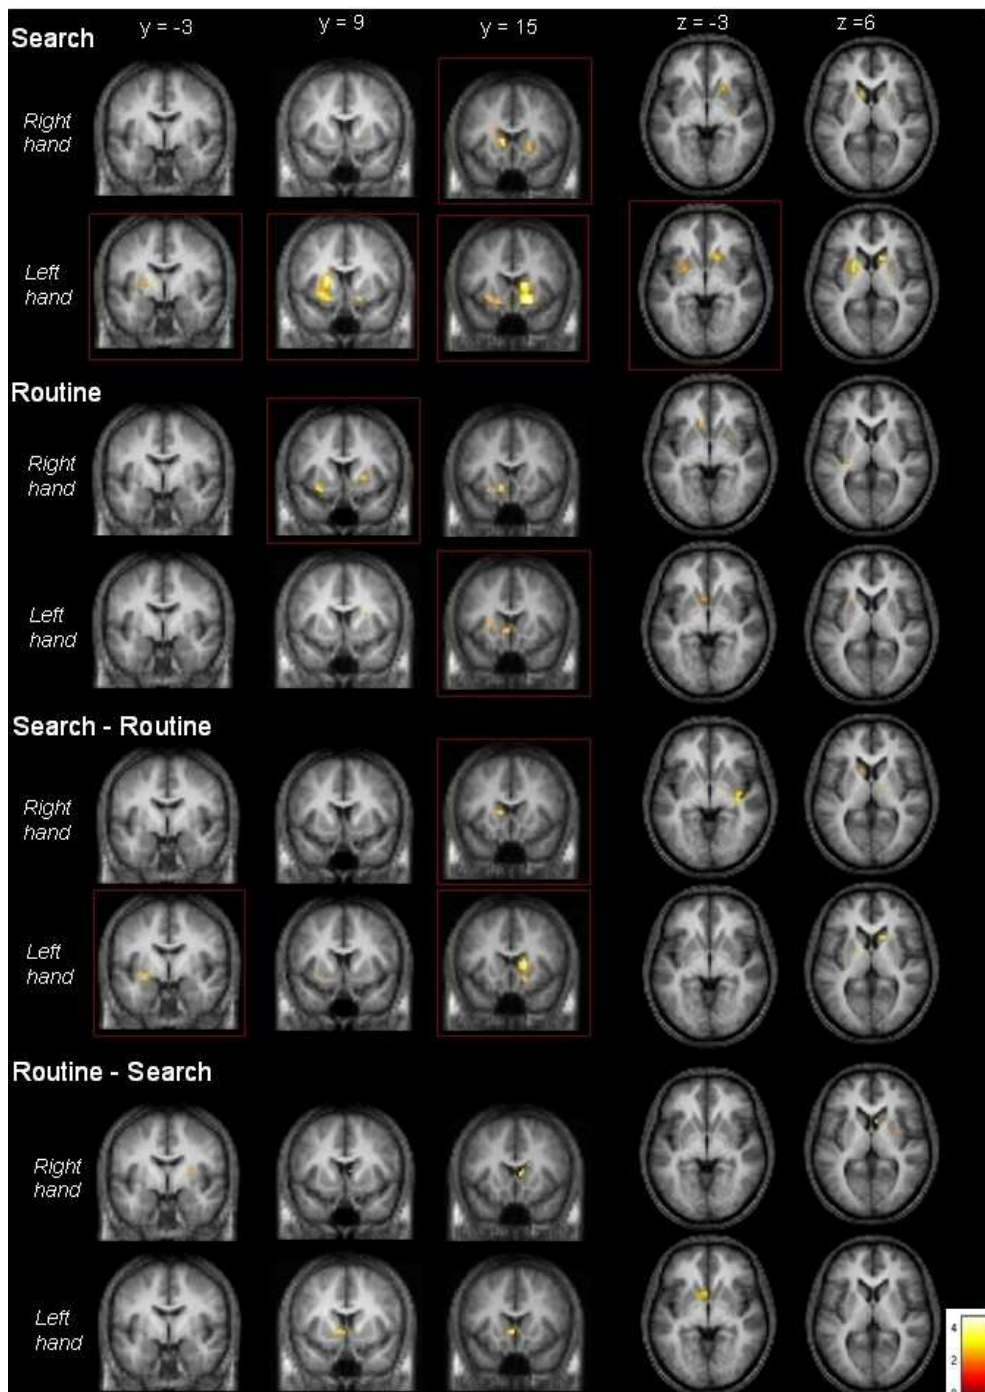 y = -3
y = 9
y = 15
z = -3
z =6
Search
Right
hand
Left
hand
Routine
Right
hand
Left
hand
Search - Routine
Right
hand
Left
hand
Routine - Search
Right
hand
Left
hand
4
2
0